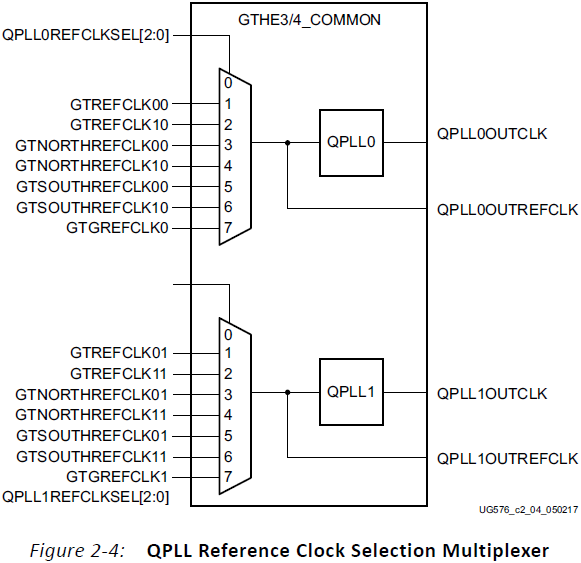 GTHE3/4_COMMON
QPLL0REFCLKSEL[2:0]
0
GTREFCLK00 1
GTREFCLK10 2
GTNORTHREFCLK00 3
GTNORTHREFCLK10 4
GTSOUTHREFCLK00 5
GTSOUTHREFCLK10 6
GTGREFCLK0 7
QPLL0
QPLL0OUTCLK
QPLL0OUTREFCLK
0
GTREFCLK01 1
GTREFCLK11 2
GTNORTHREFCLK01 3
GTNORTHREFCLK11 4
GTSOUTHREFCLK01 5
GTSOUTHREFCLK11 6
GTGREFCLK1 7
QPLL1REFCLKSEL[2:0]
QPLL1
QPLL1OUTCLK
QPLL1OUTREFCLK
UG576_c2_04_050217
Figure 2-4: QPLL Reference Clock Selection Multiplexer